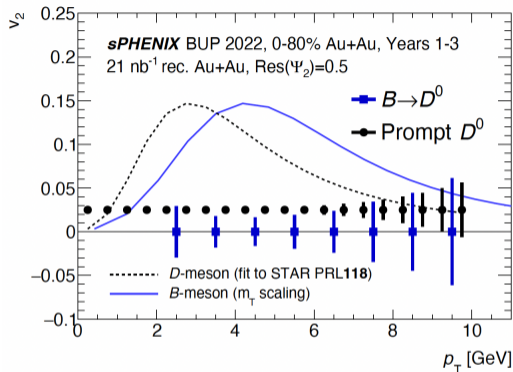 v₂
0.25
0.2
0.15
0.1
0.05
0
−0.05
−0.1
sPHENIX BUP 2022, 0-80% Au+Au, Years 1-3
21 nb⁻¹ rec. Au+Au, Res(Ψ₂)=0.5
B→D⁰
Prompt D⁰
D-meson (fit to STAR PRL118)
B-meson (m_T scaling)
0 2 4 6 8 10
p_T [GeV]